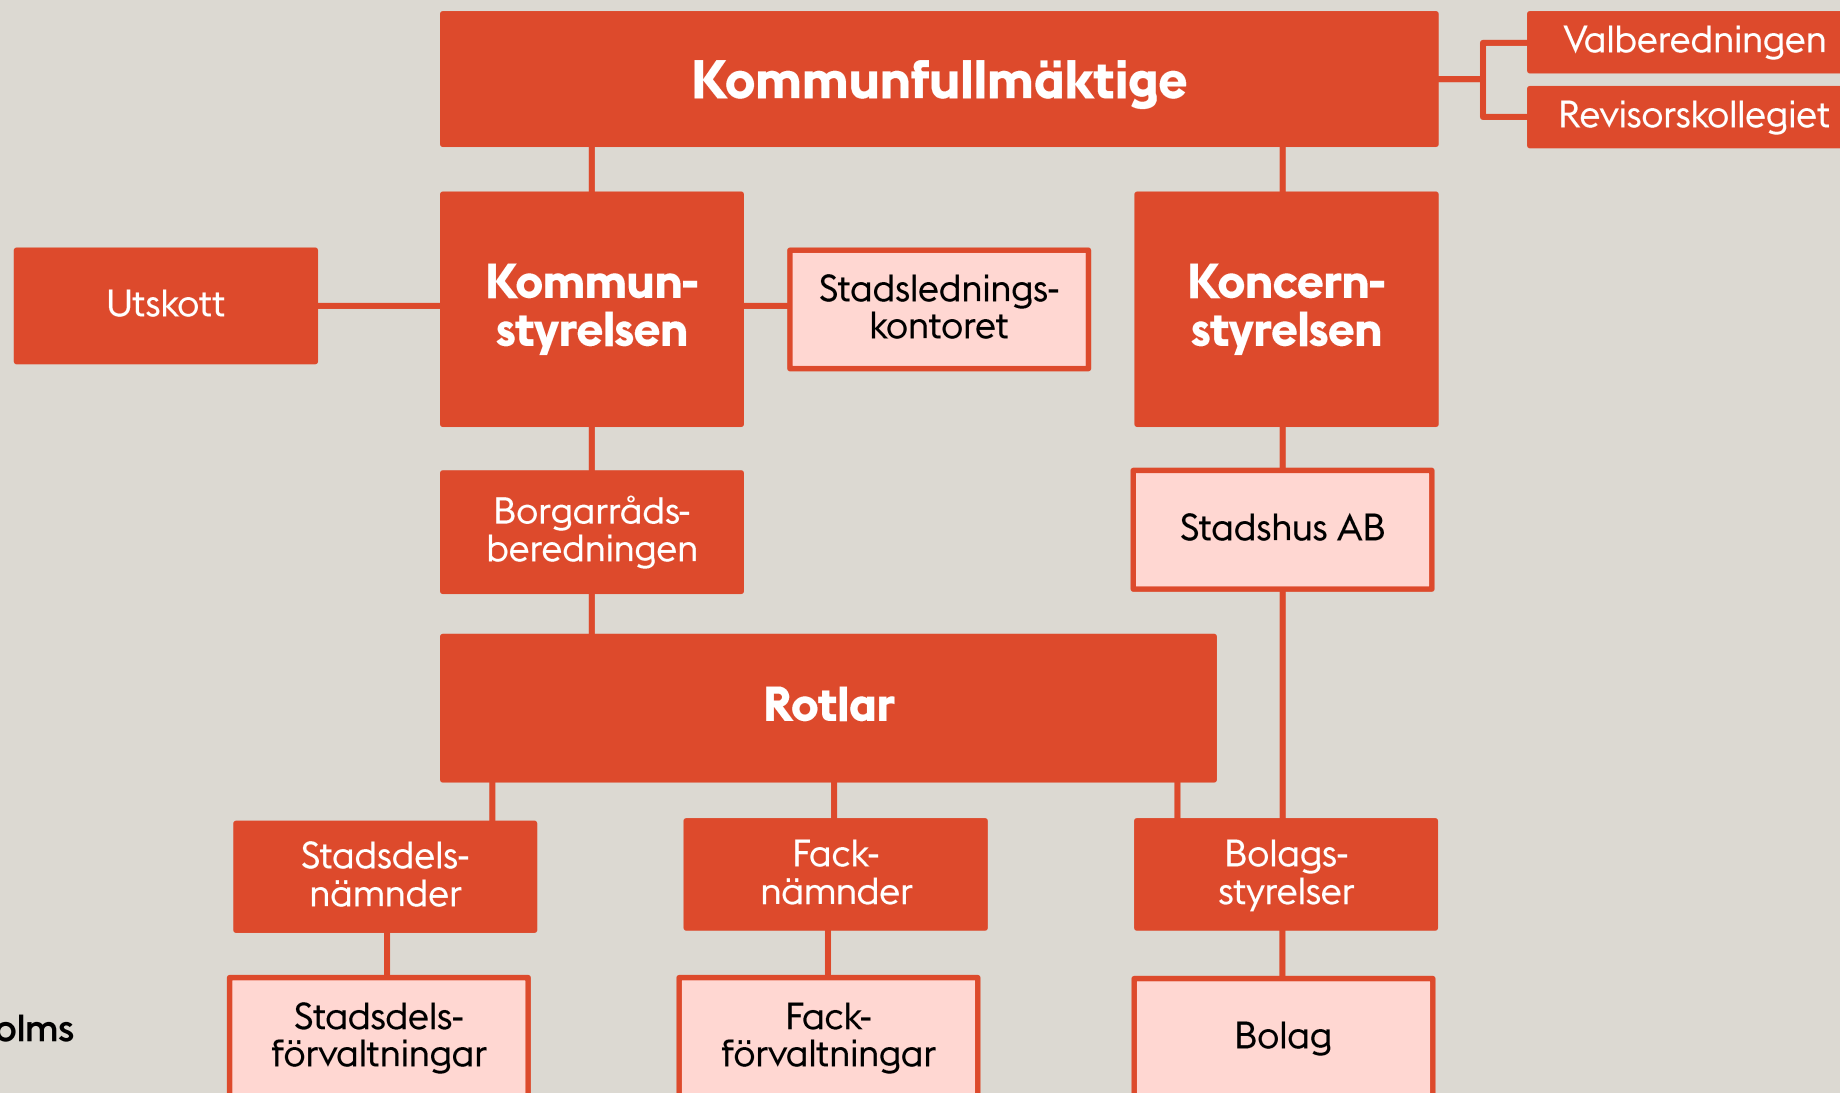 Kommunfullmäktige
Valberedningen
Revisorskollegiet
Utskott
Kommun-
styrelsen
Stadslednings-
kontoret
Koncern-
styrelsen
Borgarråds-
beredningen
Stadshus AB
Rotlar
Stadsdels-
nämnder
Fack-
nämnder
Bolags-
styrelser
Stadsdels-
förvaltningar
Fack-
förvaltningar
Bolag
olms